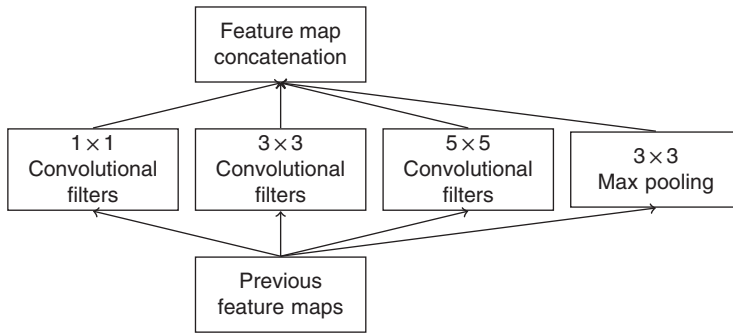 Feature map
concatenation
1 × 1
Convolutional
filters
3 × 3
Convolutional
filters
5 × 5
Convolutional
filters
3 × 3
Max pooling
Previous
feature maps